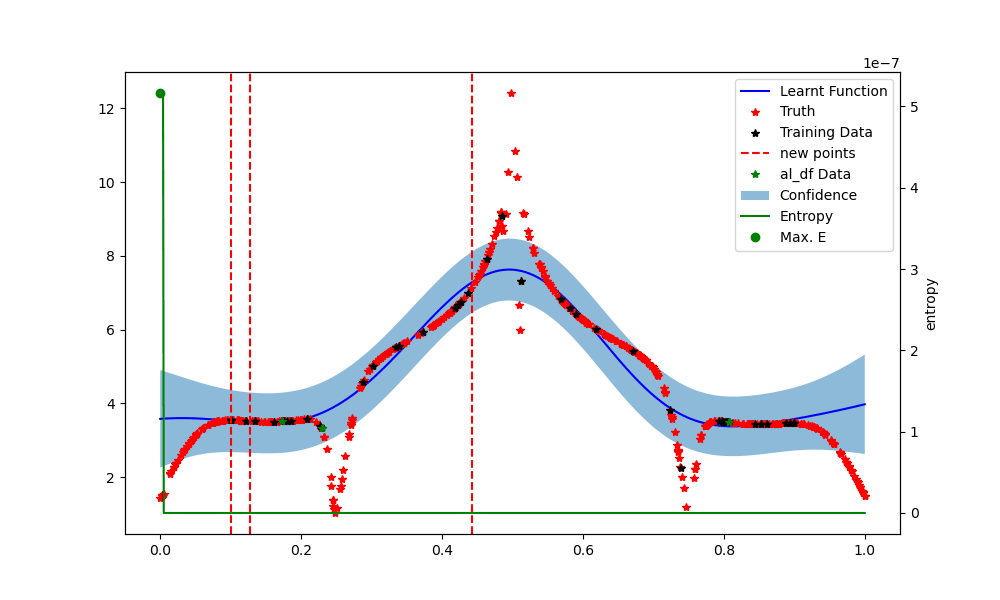 1e−7
12
10
8
6
4
2
5
4
3
2
1
0
entropy
0.0 0.2 0.4 0.6 0.8 1.0
Learnt Function
Truth
Training Data
new points
al_df Data
Confidence
Entropy
Max. E